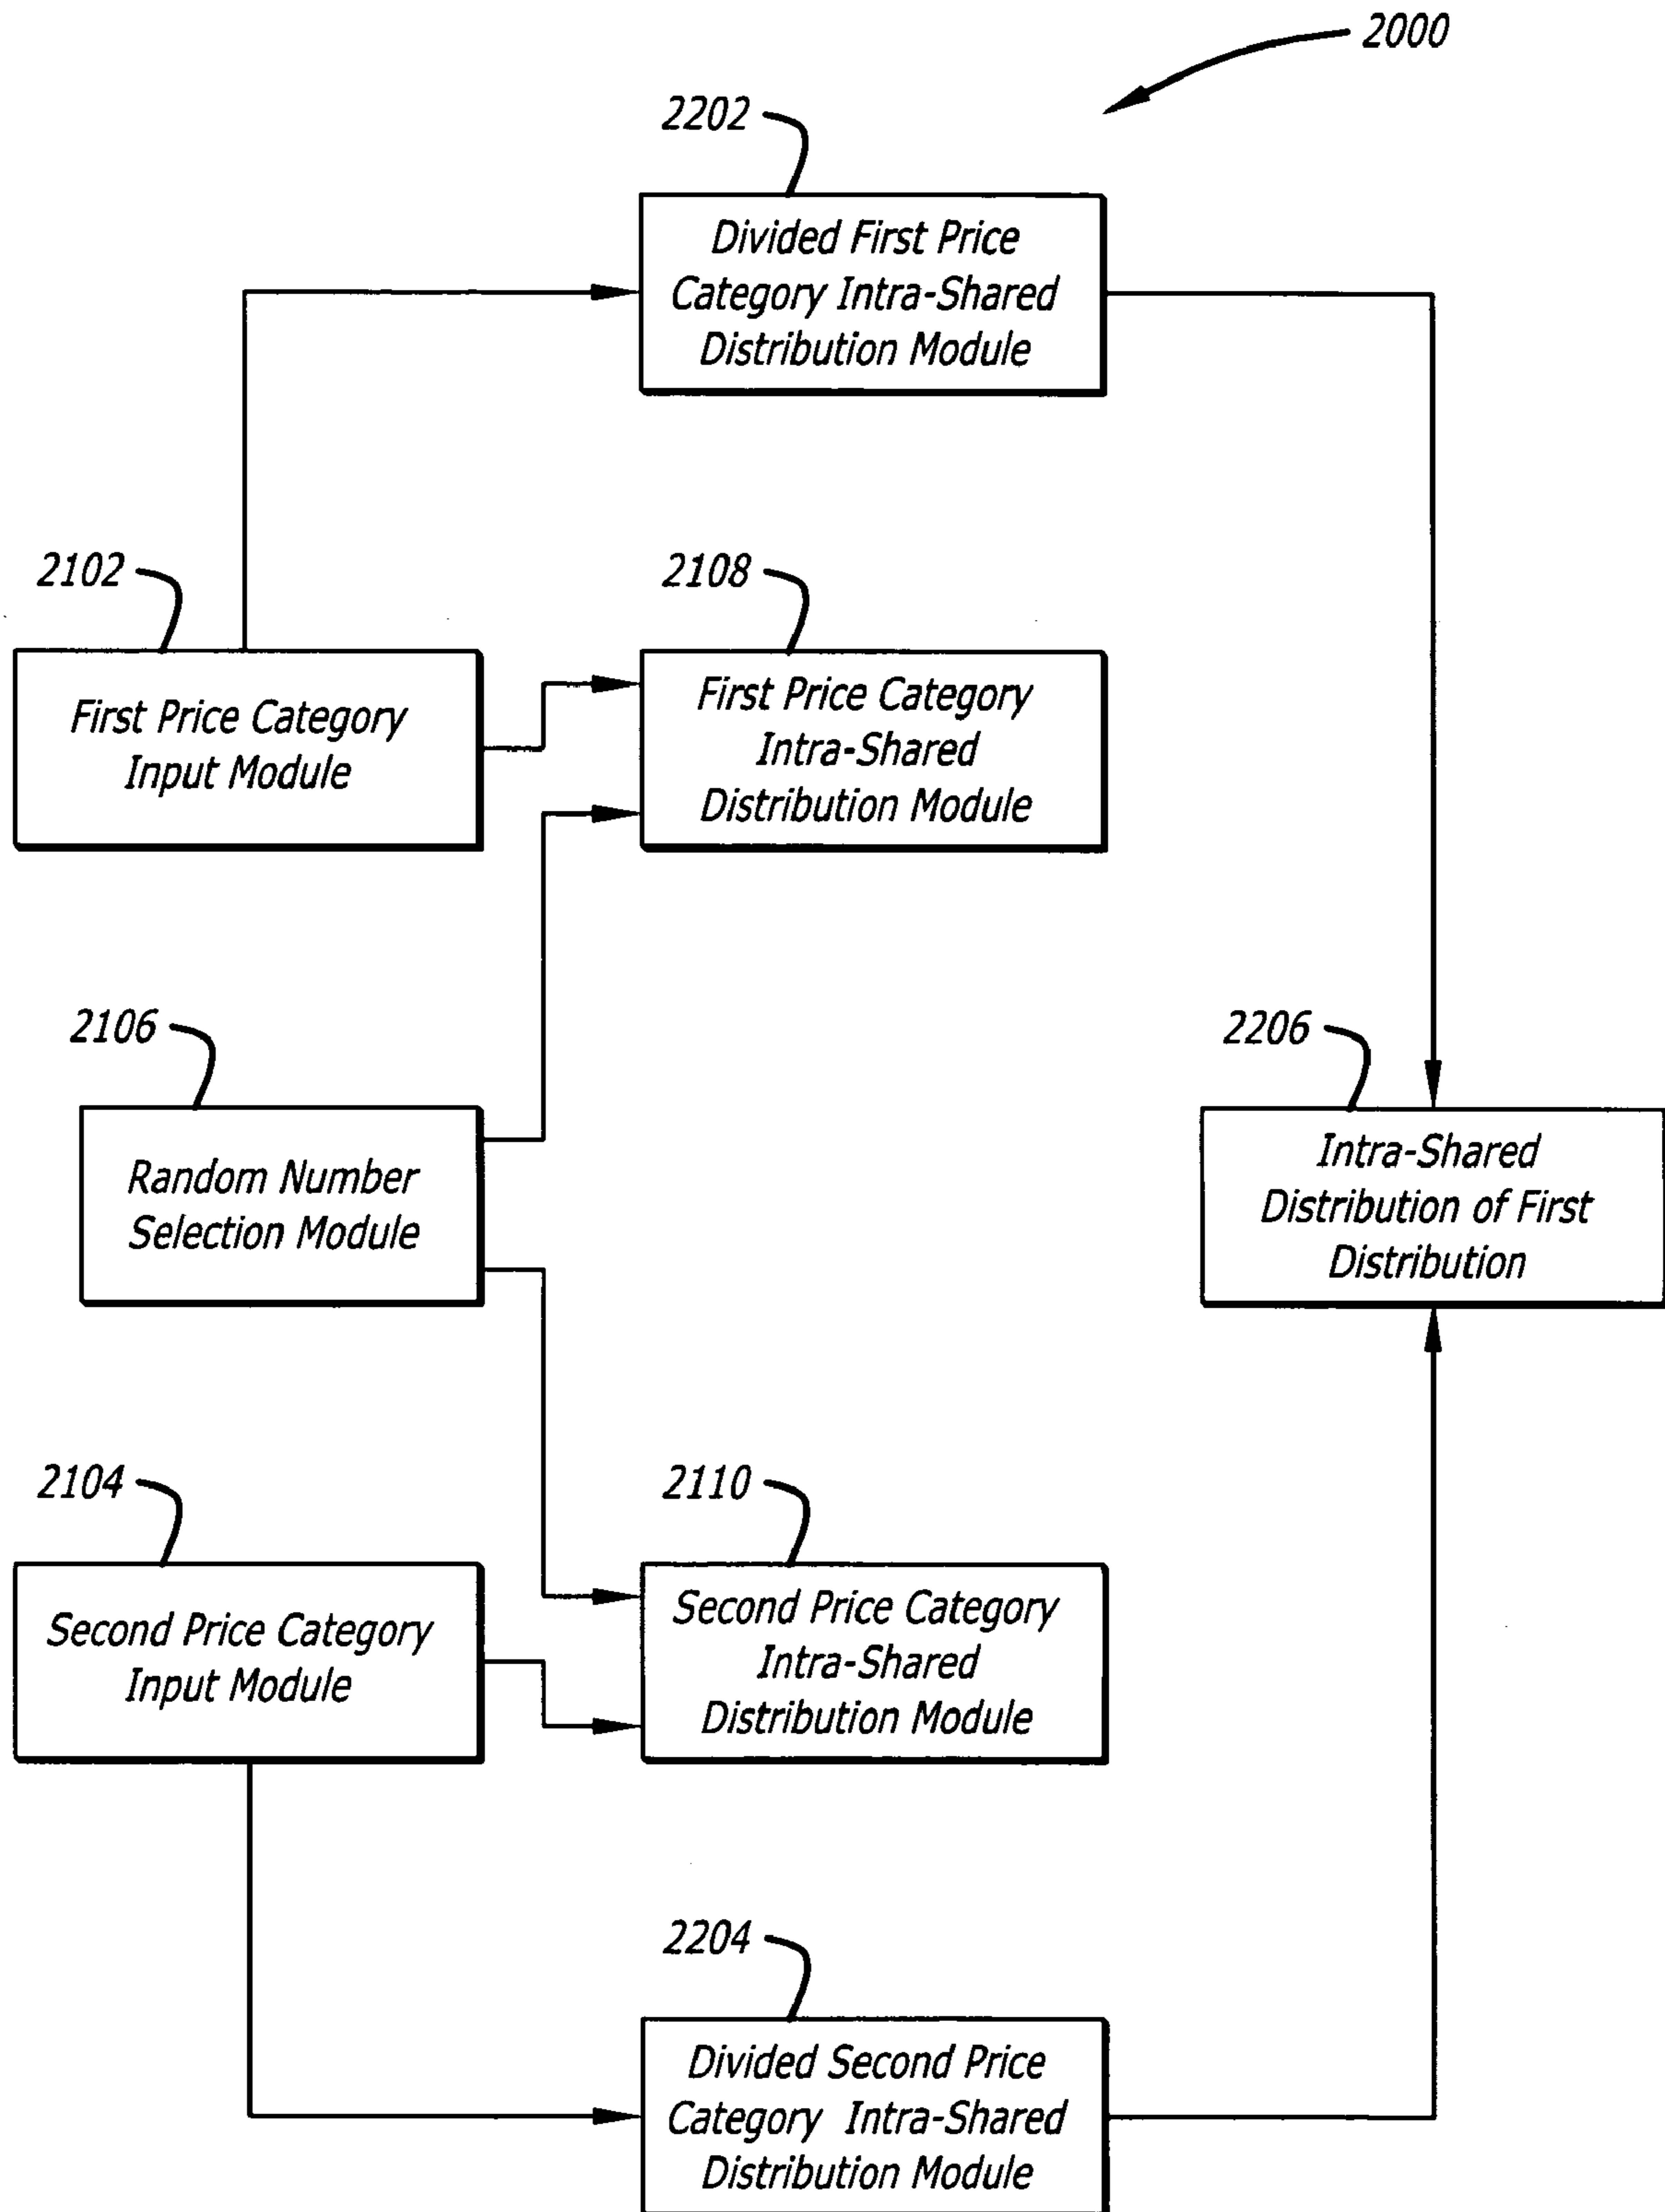 2000
2202
Divided First Price
Category Intra-Shared
Distribution Module
2102
2108
First Price Category
Input Module
First Price Category
Intra-Shared
Distribution Module
2106
2206
Random Number
Selection Module
Intra-Shared
Distribution of First
Distribution
2104
2110
Second Price Category
Input Module
Second Price Category
Intra-Shared
Distribution Module
2204
Divided Second Price
Category Intra-Shared
Distribution Module